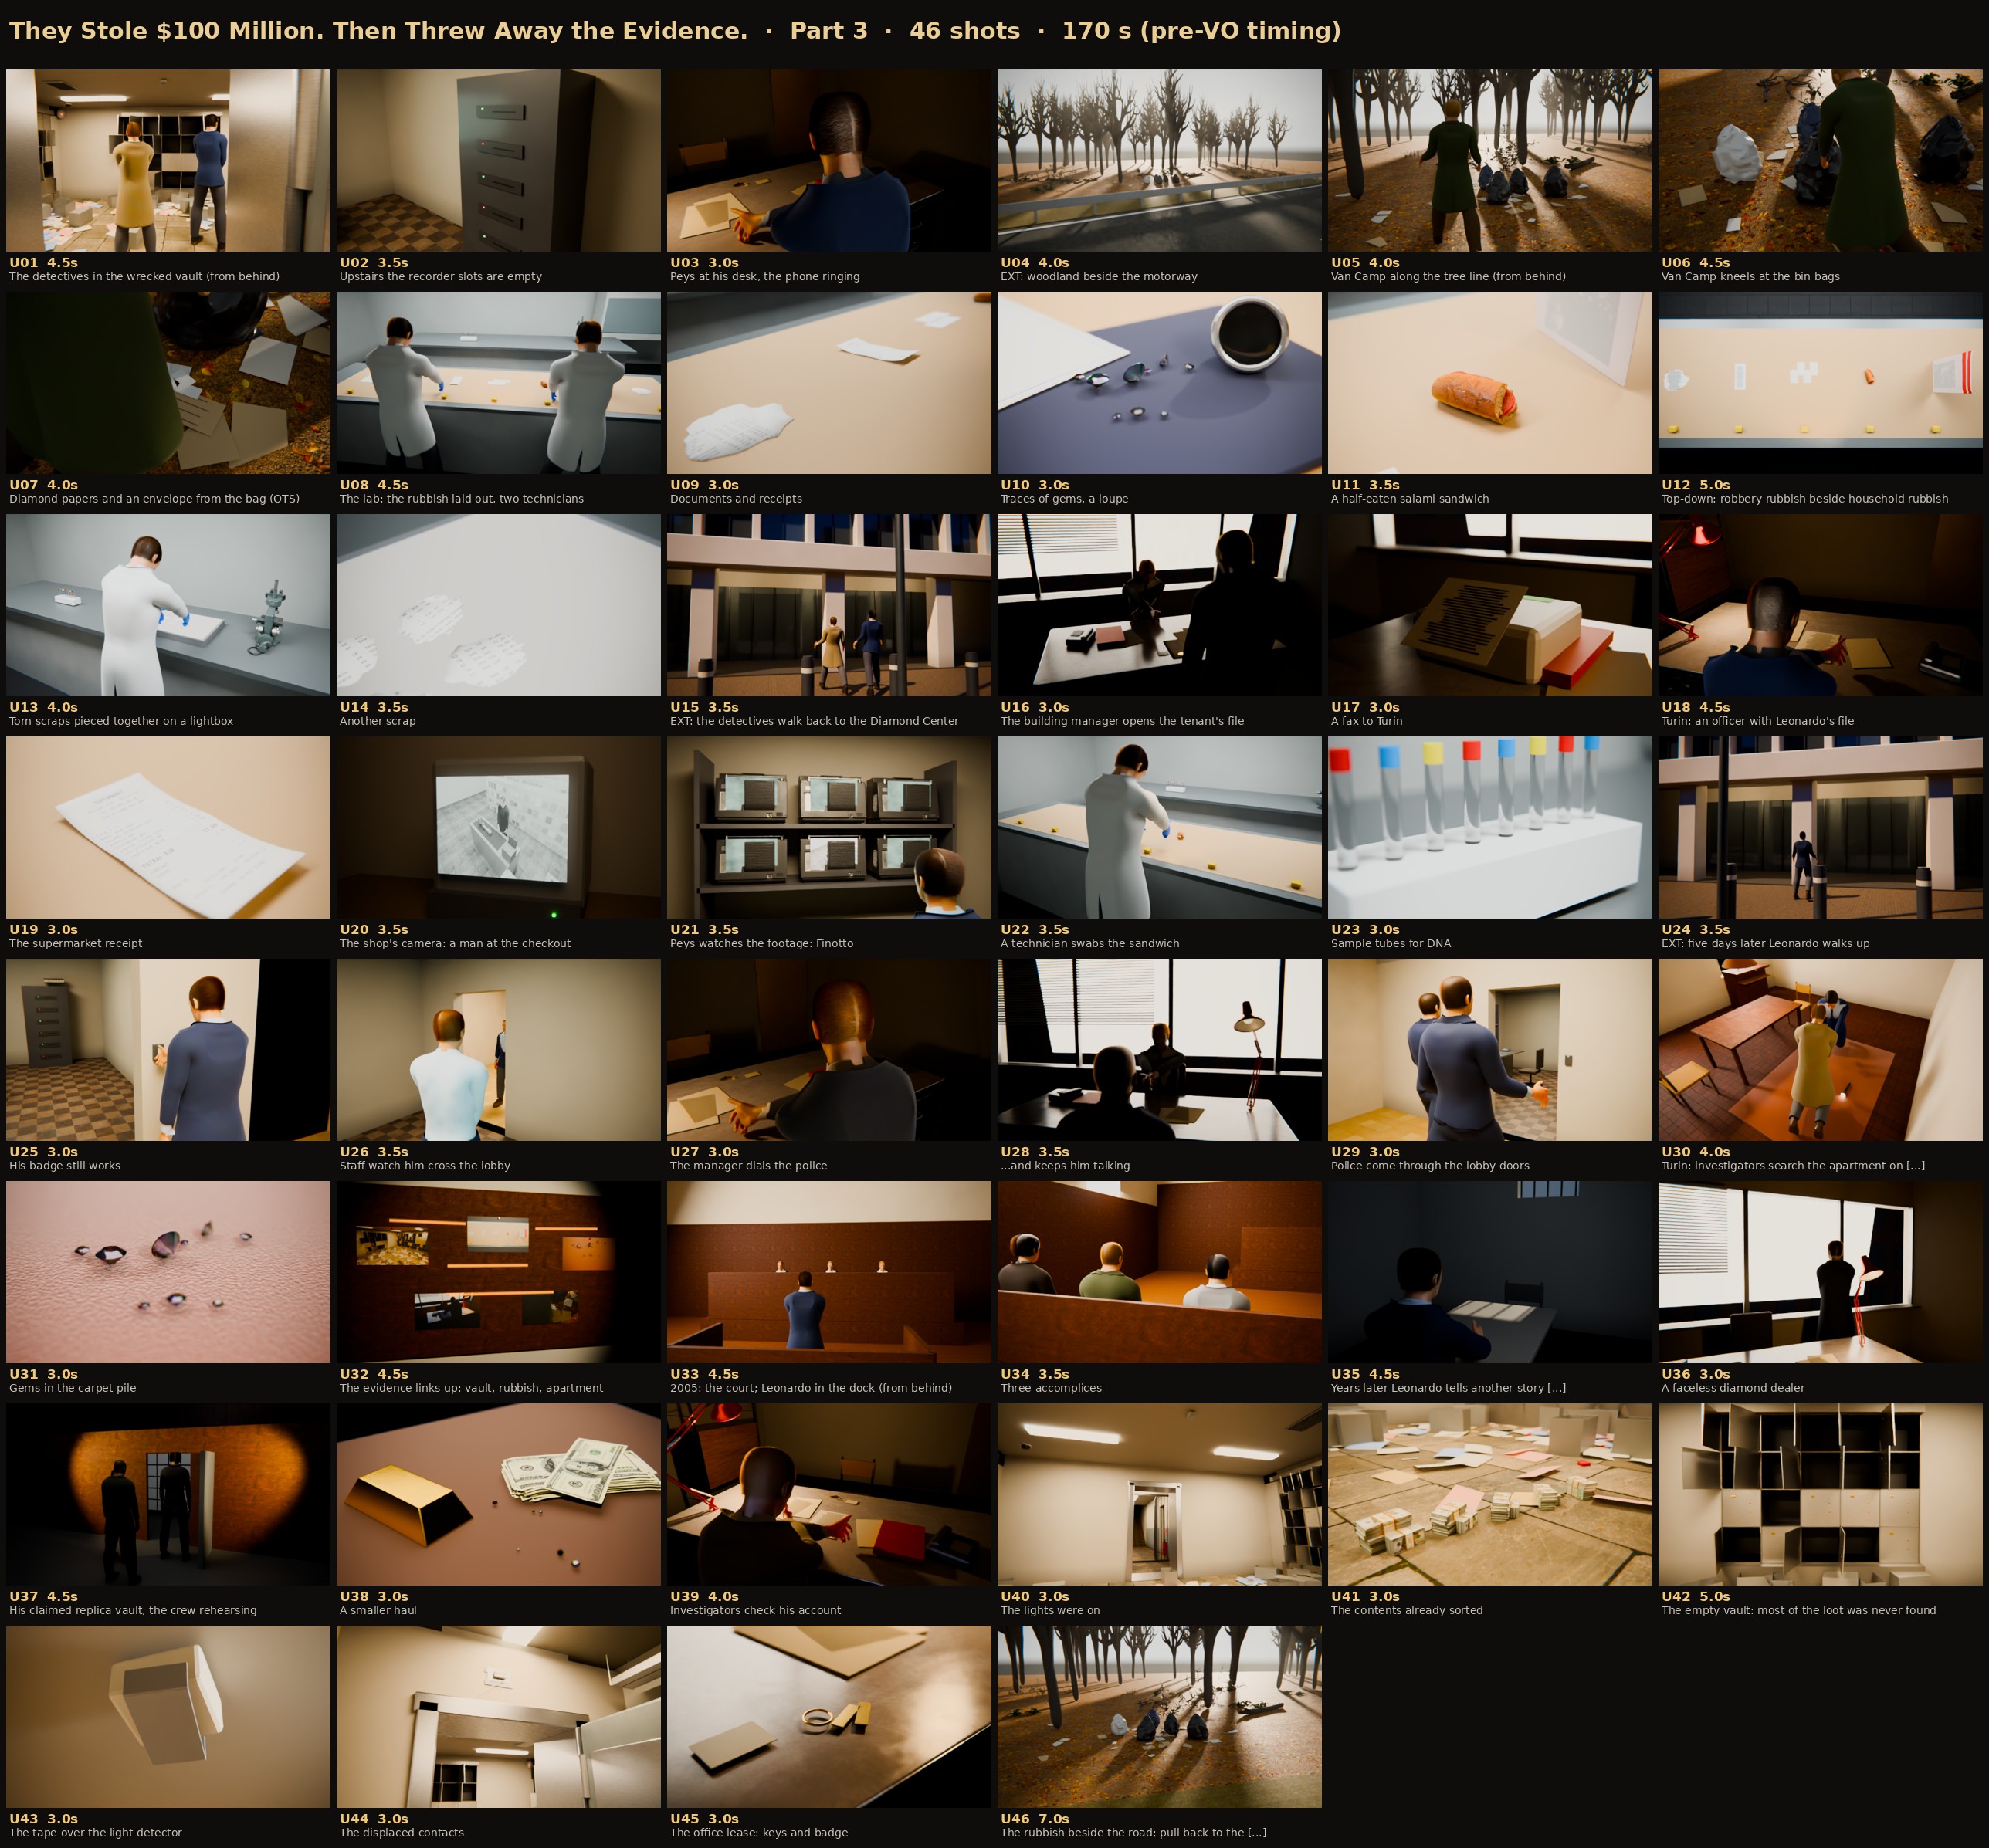 They Stole $100 Million. Then Threw Away the Evidence. · Part 3 · 46 shots · 170 s (pre-VO timing)
U01 4.5s
The detectives in the wrecked vault (from behind)
U02 3.5s
Upstairs the recorder slots are empty
U03 3.0s
Peys at his desk, the phone ringing
U04 4.0s
EXT: woodland beside the motorway
U05 4.0s
Van Camp along the tree line (from behind)
U06 4.5s
Van Camp kneels at the bin bags
U07 4.0s
Diamond papers and an envelope from the bag (OTS)
U08 4.5s
The lab: the rubbish laid out, two technicians
U09 3.0s
Documents and receipts
U10 3.0s
Traces of gems, a loupe
U11 3.5s
A half-eaten salami sandwich
U12 5.0s
Top-down: robbery rubbish beside household rubbish
U13 4.0s
Torn scraps pieced together on a lightbox
U14 3.5s
Another scrap
U15 3.5s
EXT: the detectives walk back to the Diamond Center
U16 3.0s
The building manager opens the tenant's file
U17 3.0s
A fax to Turin
U18 4.5s
Turin: an officer with Leonardo's file
U19 3.0s
The supermarket receipt
U20 3.5s
The shop's camera: a man at the checkout
U21 3.5s
Peys watches the footage: Finotto
U22 3.5s
A technician swabs the sandwich
U23 3.0s
Sample tubes for DNA
U24 3.5s
EXT: five days later Leonardo walks up
U25 3.0s
His badge still works
U26 3.5s
Staff watch him cross the lobby
U27 3.0s
The manager dials the police
U28 3.5s
...and keeps him talking
U29 3.0s
Police come through the lobby doors
U30 4.0s
Turin: investigators search the apartment on [...]
U31 3.0s
Gems in the carpet pile
U32 4.5s
The evidence links up: vault, rubbish, apartment
U33 4.5s
2005: the court; Leonardo in the dock (from behind)
U34 3.5s
Three accomplices
U35 4.5s
Years later Leonardo tells another story [...]
U36 3.0s
A faceless diamond dealer
U37 4.5s
His claimed replica vault, the crew rehearsing
U38 3.0s
A smaller haul
U39 4.0s
Investigators check his account
U40 3.0s
The lights were on
U41 3.0s
The contents already sorted
U42 5.0s
The empty vault: most of the loot was never found
U43 3.0s
The tape over the light detector
U44 3.0s
The displaced contacts
U45 3.0s
The office lease: keys and badge
U46 7.0s
The rubbish beside the road; pull back to the [...]